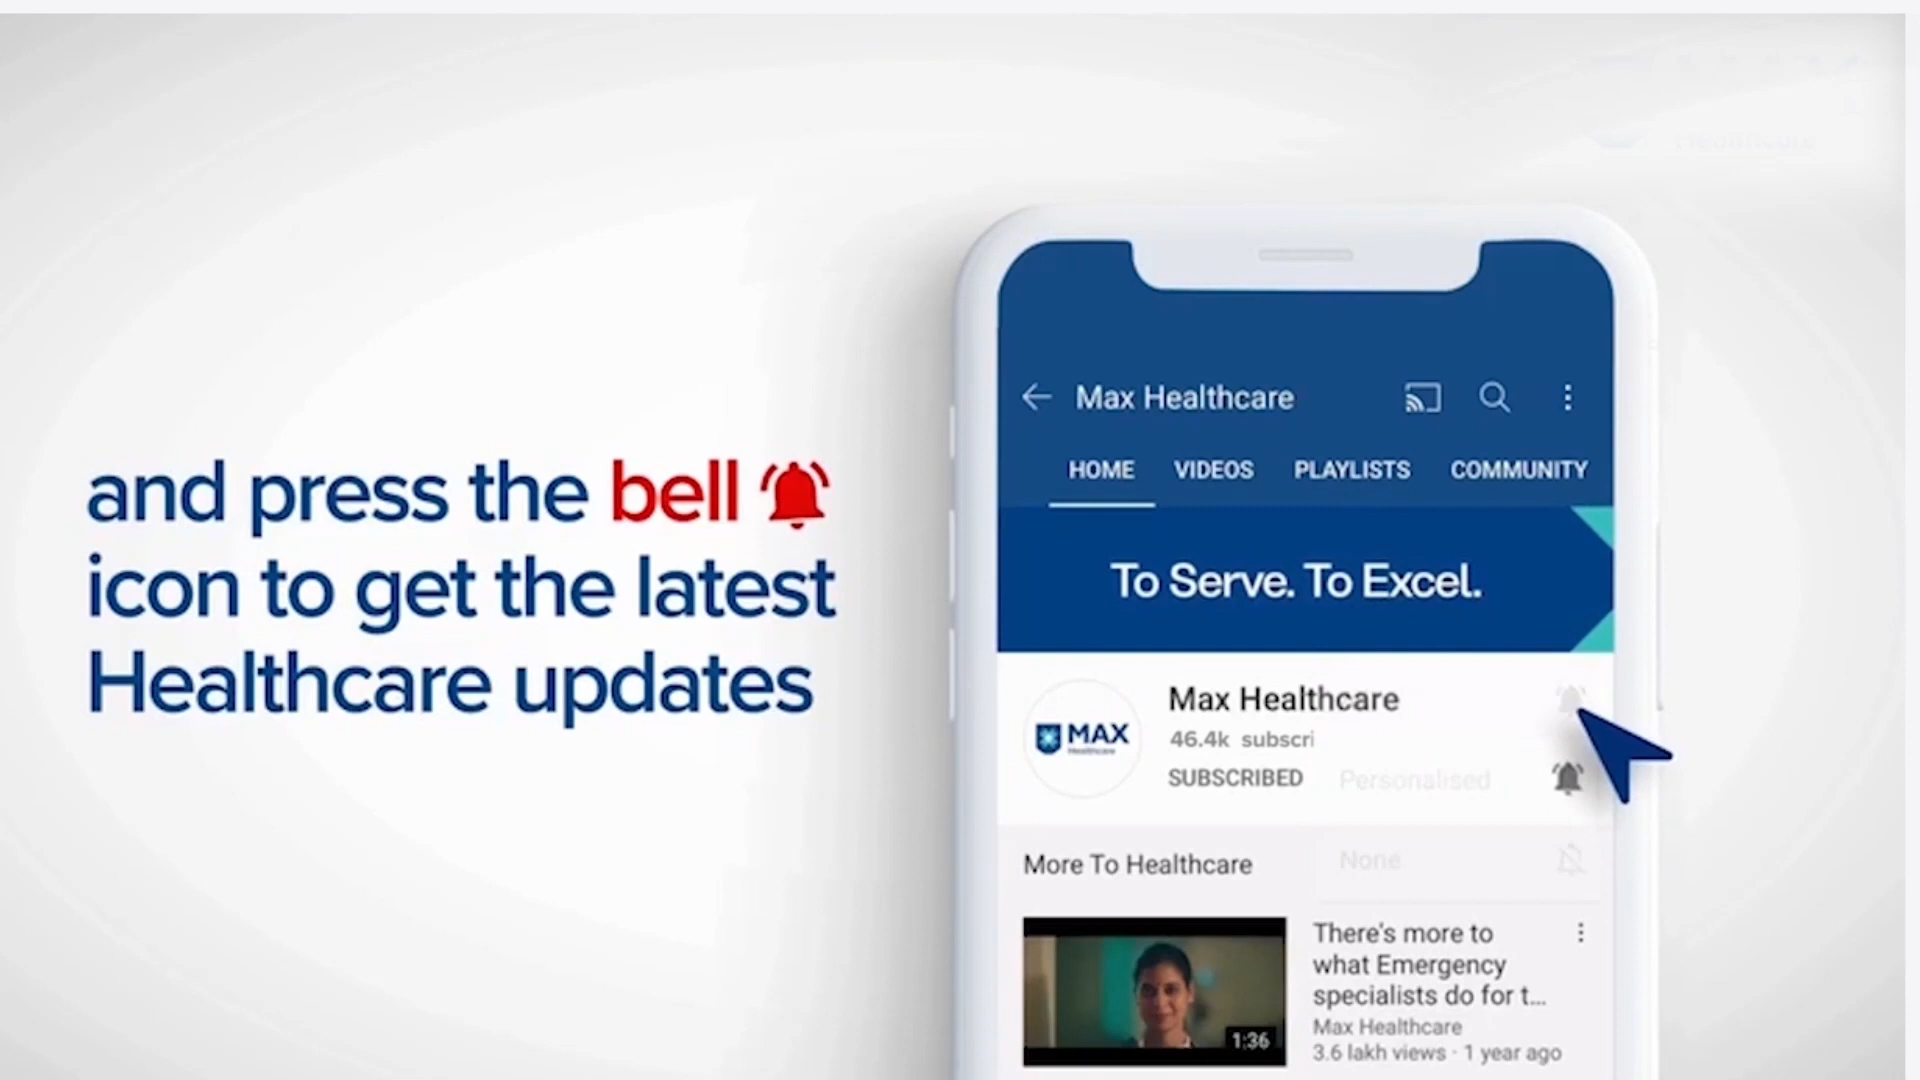 and press the bell
icon to get the latest
Healthcare updates
Max Healthcare
HOME VIDEOS PLAYLISTS COMMUNITY
To Serve. To Excel.
MAX
Healthcare
Max Healthcare
46.4k subscri
SUBSCRIBED
Personalised
None
More To Healthcare
There's more to
what Emergency
specialists do for t...
Max Healthcare
3.6 lakh views · 1 year ago
1:36